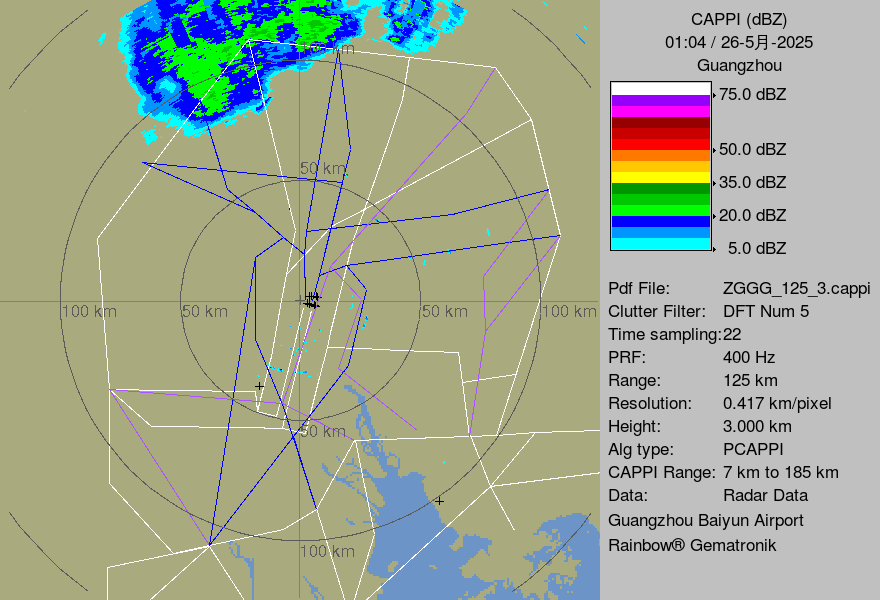 CAPPI (dBZ)
01:04 / 26-5月-2025
Guangzhou
75.0 dBZ
50.0 dBZ
35.0 dBZ
20.0 dBZ
5.0 dBZ
Pdf File: ZGGG_125_3.cappi
Clutter Filter: DFT Num 5
Time sampling:22
PRF: 400 Hz
Range: 125 km
Resolution: 0.417 km/pixel
Height: 3.000 km
Alg type: PCAPPI
CAPPI Range: 7 km to 185 km
Data: Radar Data
Guangzhou Baiyun Airport
Rainbow® Gematronik
50 km
100 km
50 km
50 km
100 km
50 km
100 km